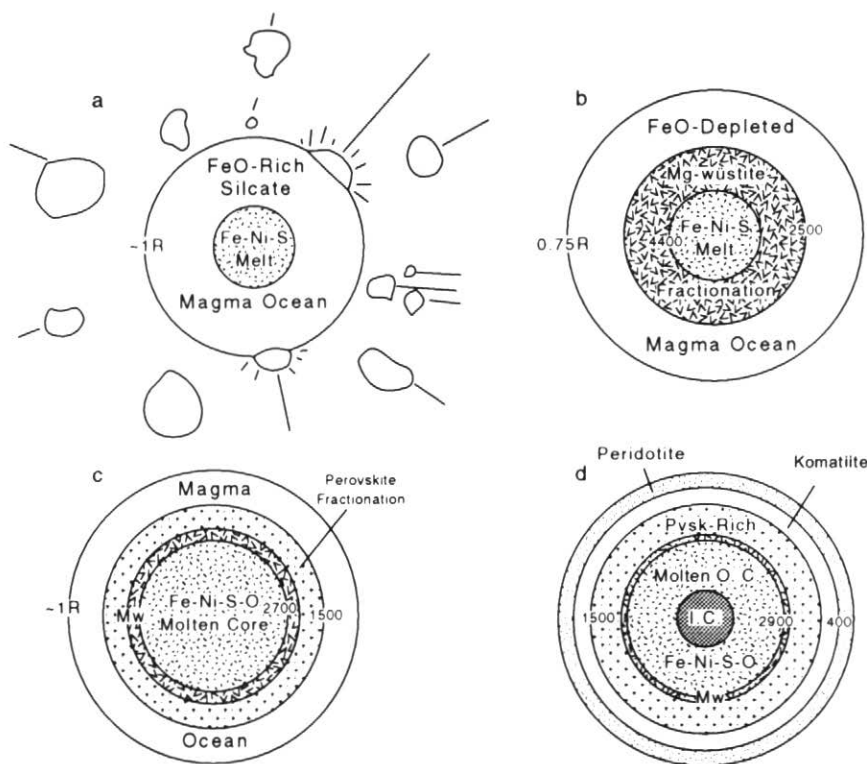 a
FeO-Rich
Silcate
Fe-Ni-S
Melt
~1R
Magma Ocean
b
FeO-Depleted
Mg-wüstite
Fe-Ni-S
4400
Melt
2500
0.75R
Fractionation
Magma Ocean
c
Magma
Perovskite
Fractionation
~1R
Mw
Fe-Ni-S-O
2700
1500
Molten Core
Ocean
d
Peridotite
Komatiite
Pvsk-Rich
Molten O. C.
1500
I.C.
2900
400
Fe-Ni-S-O
Mw